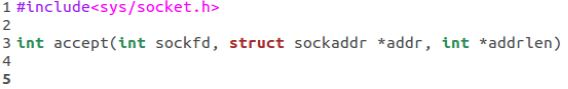 1 #include<sys/socket.h>
2
3 int accept(int sockfd, struct sockaddr *addr, int *addrlen)
4
5